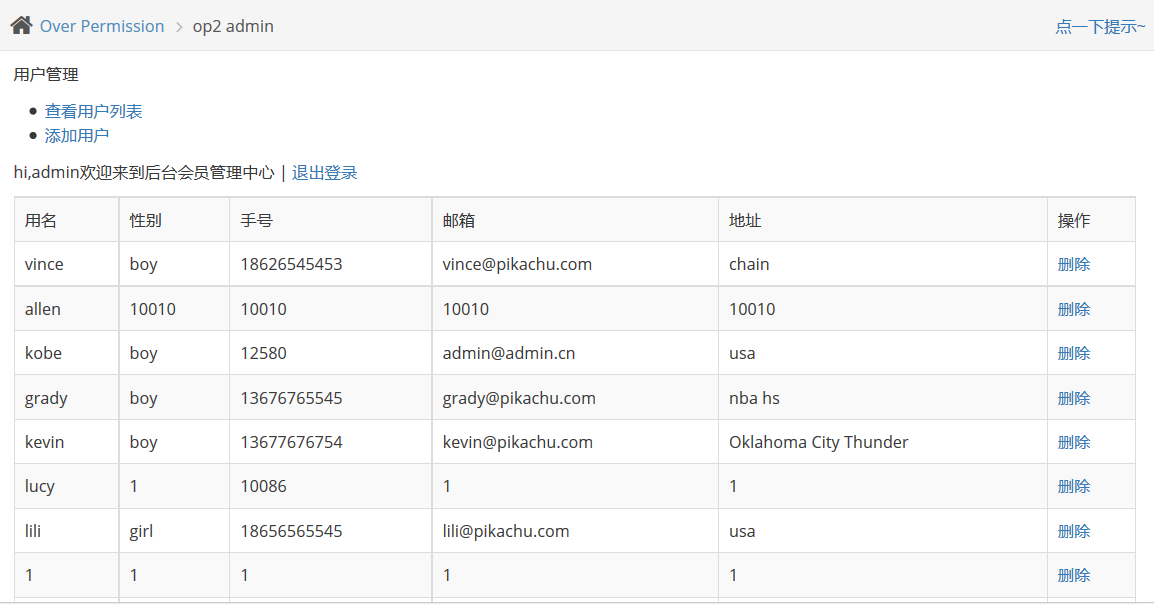 Over Permission > op2 admin 点一下提示~
用户管理
• 查看用户列表
• 添加用户
hi,admin欢迎来到后台会员管理中心 | 退出登录
用名 性别 手号 邮箱 地址 操作
vince boy 18626545453 vince@pikachu.com chain 删除
allen 10010 10010 10010 10010 删除
kobe boy 12580 admin@admin.cn usa 删除
grady boy 13676765545 grady@pikachu.com nba hs 删除
kevin boy 13677676754 kevin@pikachu.com Oklahoma City Thunder 删除
lucy 1 10086 1 1 删除
lili girl 18656565545 lili@pikachu.com usa 删除
1 1 1 1 1 删除